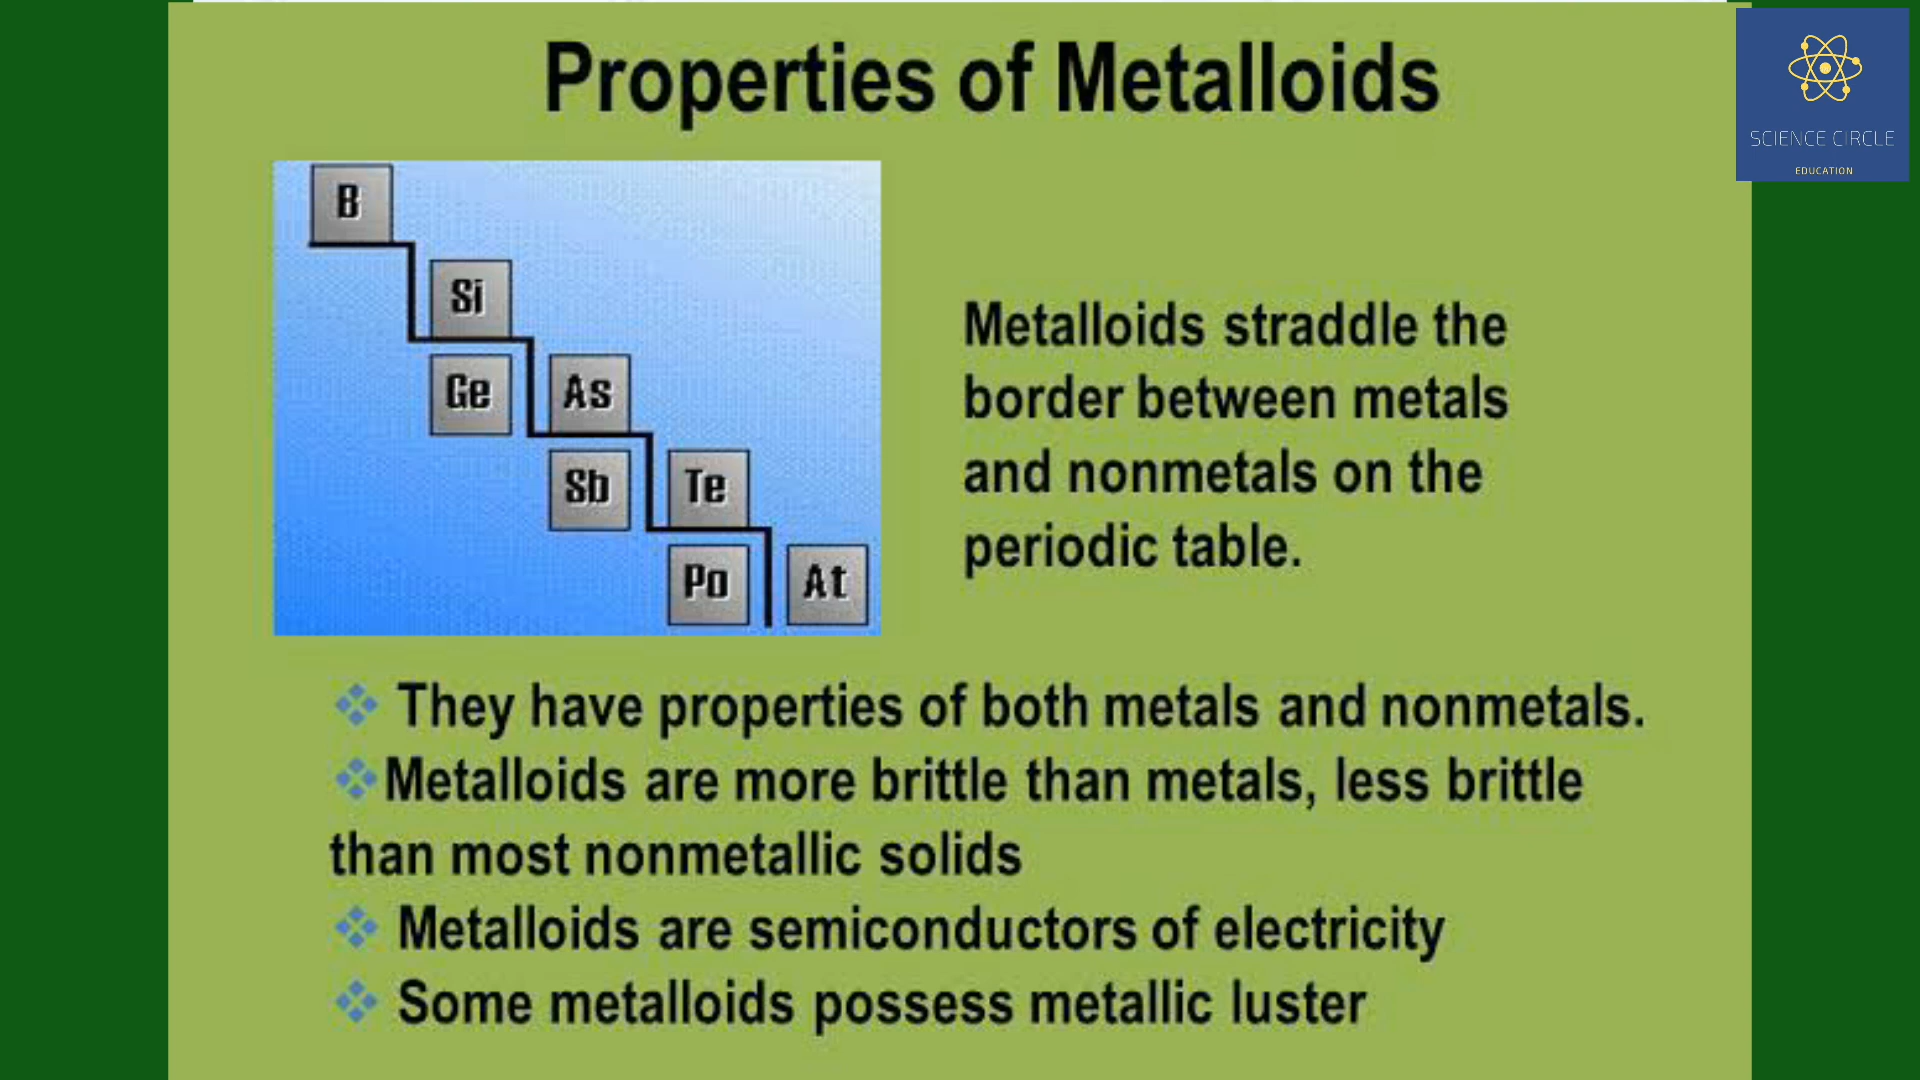 Properties of Metalloids
SCIENCE CIRCLE
EDUCATION
B
Si
Ge As
Sb Te
Po At
Metalloids straddle the
border between metals
and nonmetals on the
periodic table.
They have properties of both metals and nonmetals.
Metalloids are more brittle than metals, less brittle
than most nonmetallic solids
Metalloids are semiconductors of electricity
Some metalloids possess metallic luster